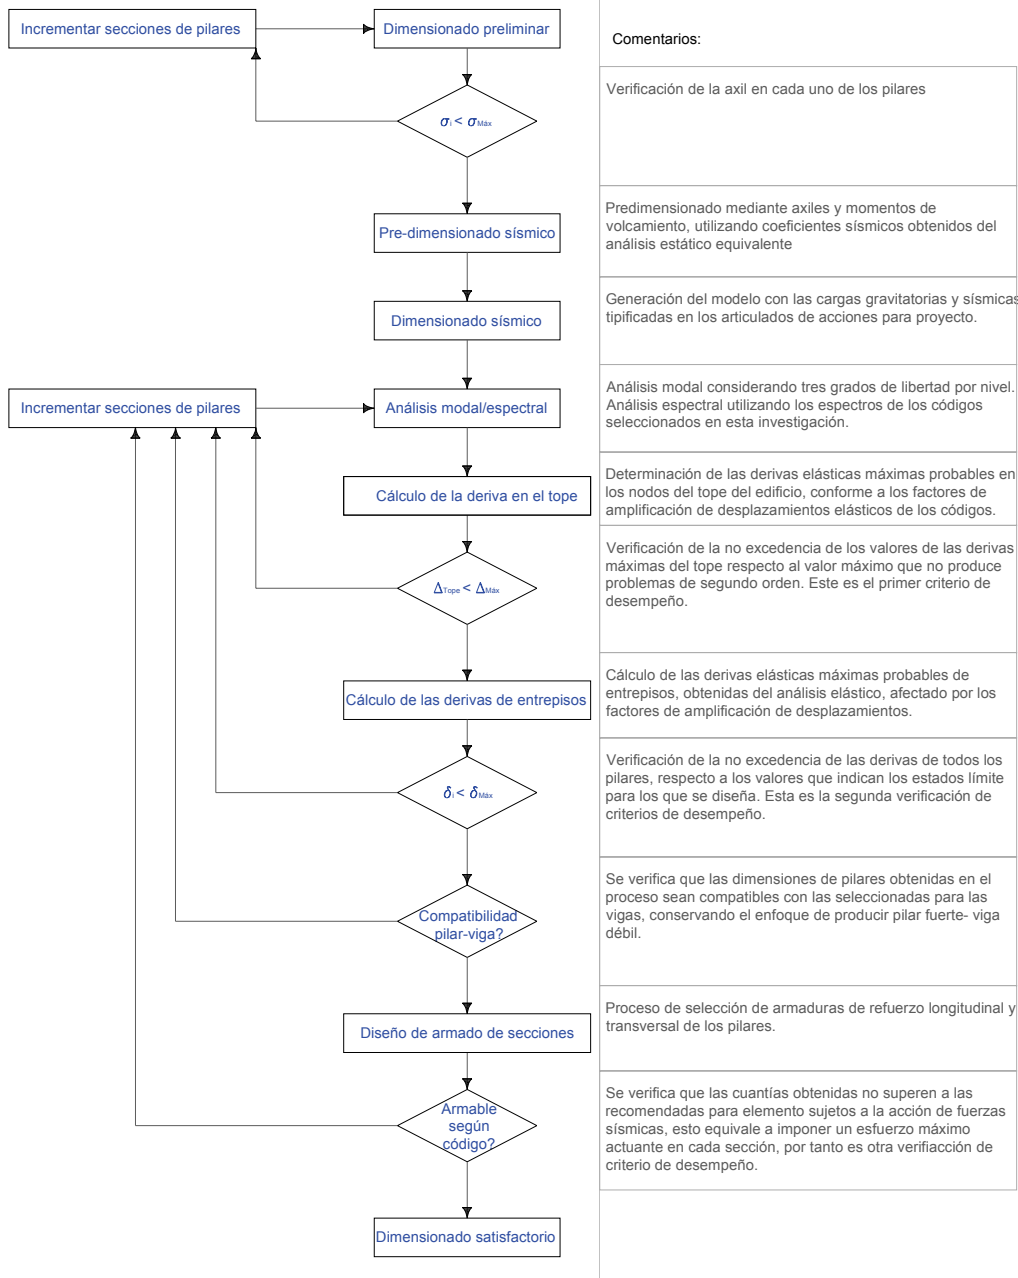 Incrementar secciones de pilares
Dimensionado preliminar
Comentarios:
σi < σMáx
Verificación de la axil en cada uno de los pilares
Pre-dimensionado sísmico
Predimensionado mediante axiles y momentos de
volcamiento, utilizando coeficientes sísmicos obtenidos del
análisis estático equivalente
Dimensionado sísmico
Generación del modelo con las cargas gravitatorias y sísmicas
tipificadas en los articulados de acciones para proyecto.
Incrementar secciones de pilares
Análisis modal/espectral
Análisis modal considerando tres grados de libertad por nivel.
Análisis espectral utilizando los espectros de los códigos
seleccionados en esta investigación.
Cálculo de la deriva en el tope
Determinación de las derivas elásticas máximas probables en
los nodos del tope del edificio, conforme a los factores de
amplificación de desplazamientos elásticos de los códigos.
ΔTope < ΔMáx
Verificación de la no excedencia de los valores de las derivas
máximas del tope respecto al valor máximo que no produce
problemas de segundo orden. Este es el primer criterio de
desempeño.
Cálculo de las derivas de entrepisos
Cálculo de las derivas elásticas máximas probables de
entrepisos, obtenidas del análisis elástico, afectado por los
factores de amplificación de desplazamientos.
δi < δMáx
Verificación de la no excedencia de las derivas de todos los
pilares, respecto a los valores que indican los estados límite
para los que se diseña. Esta es la segunda verificación de
criterios de desempeño.
Compatibilidad
pilar-viga?
Se verifica que las dimensiones de pilares obtenidas en el
proceso sean compatibles con las seleccionadas para las
vigas, conservando el enfoque de producir pilar fuerte- viga
débil.
Diseño de armado de secciones
Proceso de selección de armaduras de refuerzo longitudinal y
transversal de los pilares.
Armable
según
código?
Se verifica que las cuantías obtenidas no superen a las
recomendadas para elemento sujetos a la acción de fuerzas
sísmicas, esto equivale a imponer un esfuerzo máximo
actuante en cada sección, por tanto es otra verifiacción de
criterio de desempeño.
Dimensionado satisfactorio